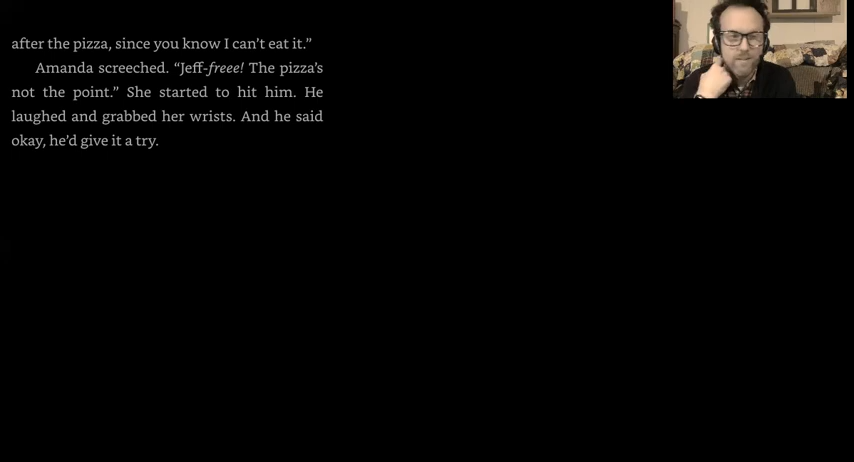 after the pizza, since you know I can’t eat it.”
Amanda screeched. “Jeff-freee! The pizza’s
not the point.” She started to hit him. He
laughed and grabbed her wrists. And he said
okay, he’d give it a try.